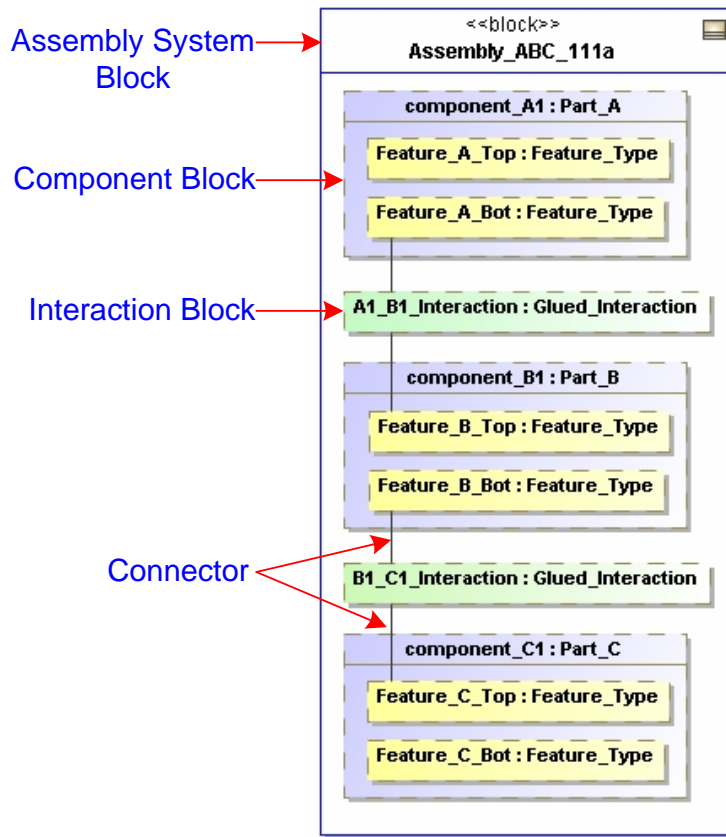 Assembly System
Block
<<block>>
Assembly_ABC_111a
component_A1 : Part_A
Feature_A_Top : Feature_Type
Component Block
Feature_A_Bot : Feature_Type
Interaction Block
A1_B1_Interaction : Glued_Interaction
component_B1 : Part_B
Feature_B_Top : Feature_Type
Feature_B_Bot : Feature_Type
Connector
B1_C1_Interaction : Glued_Interaction
component_C1 : Part_C
Feature_C_Top : Feature_Type
Feature_C_Bot : Feature_Type